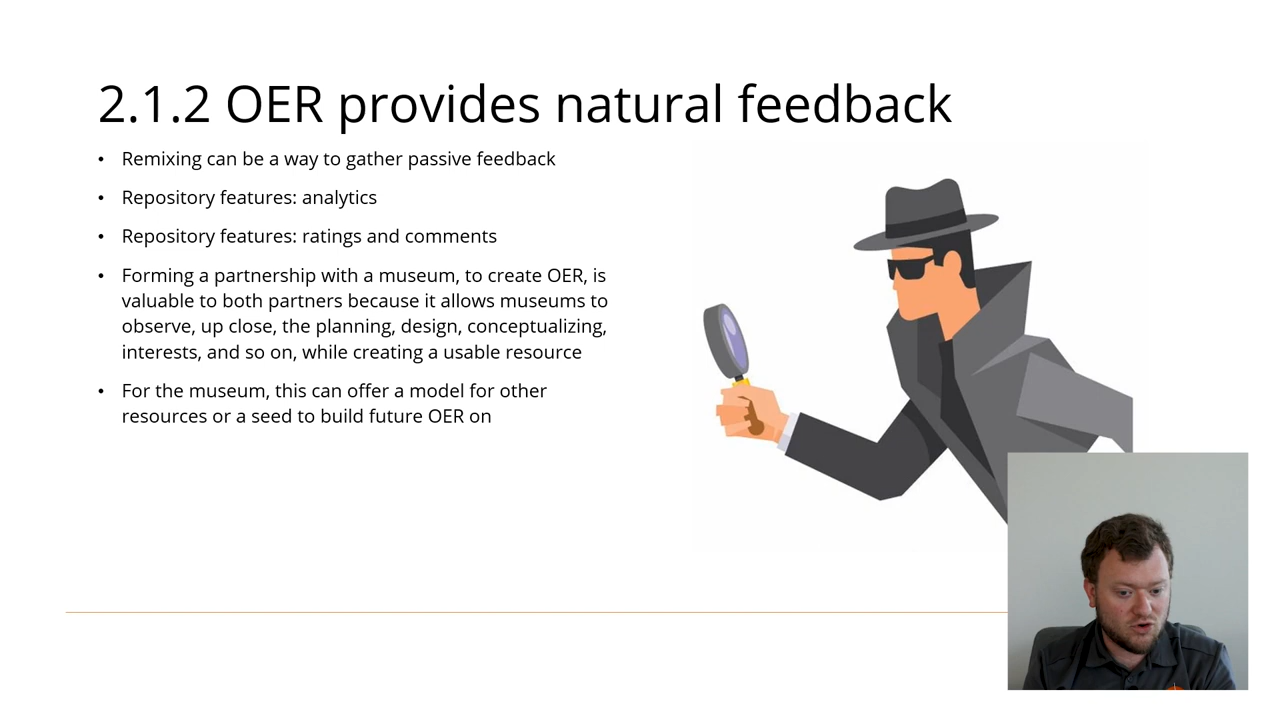 2.1.2 OER provides natural feedback
• Remixing can be a way to gather passive feedback
• Repository features: analytics
• Repository features: ratings and comments
• Forming a partnership with a museum, to create OER, is
valuable to both partners because it allows museums to
observe, up close, the planning, design, conceptualizing,
interests, and so on, while creating a usable resource
• For the museum, this can offer a model for other
resources or a seed to build future OER on